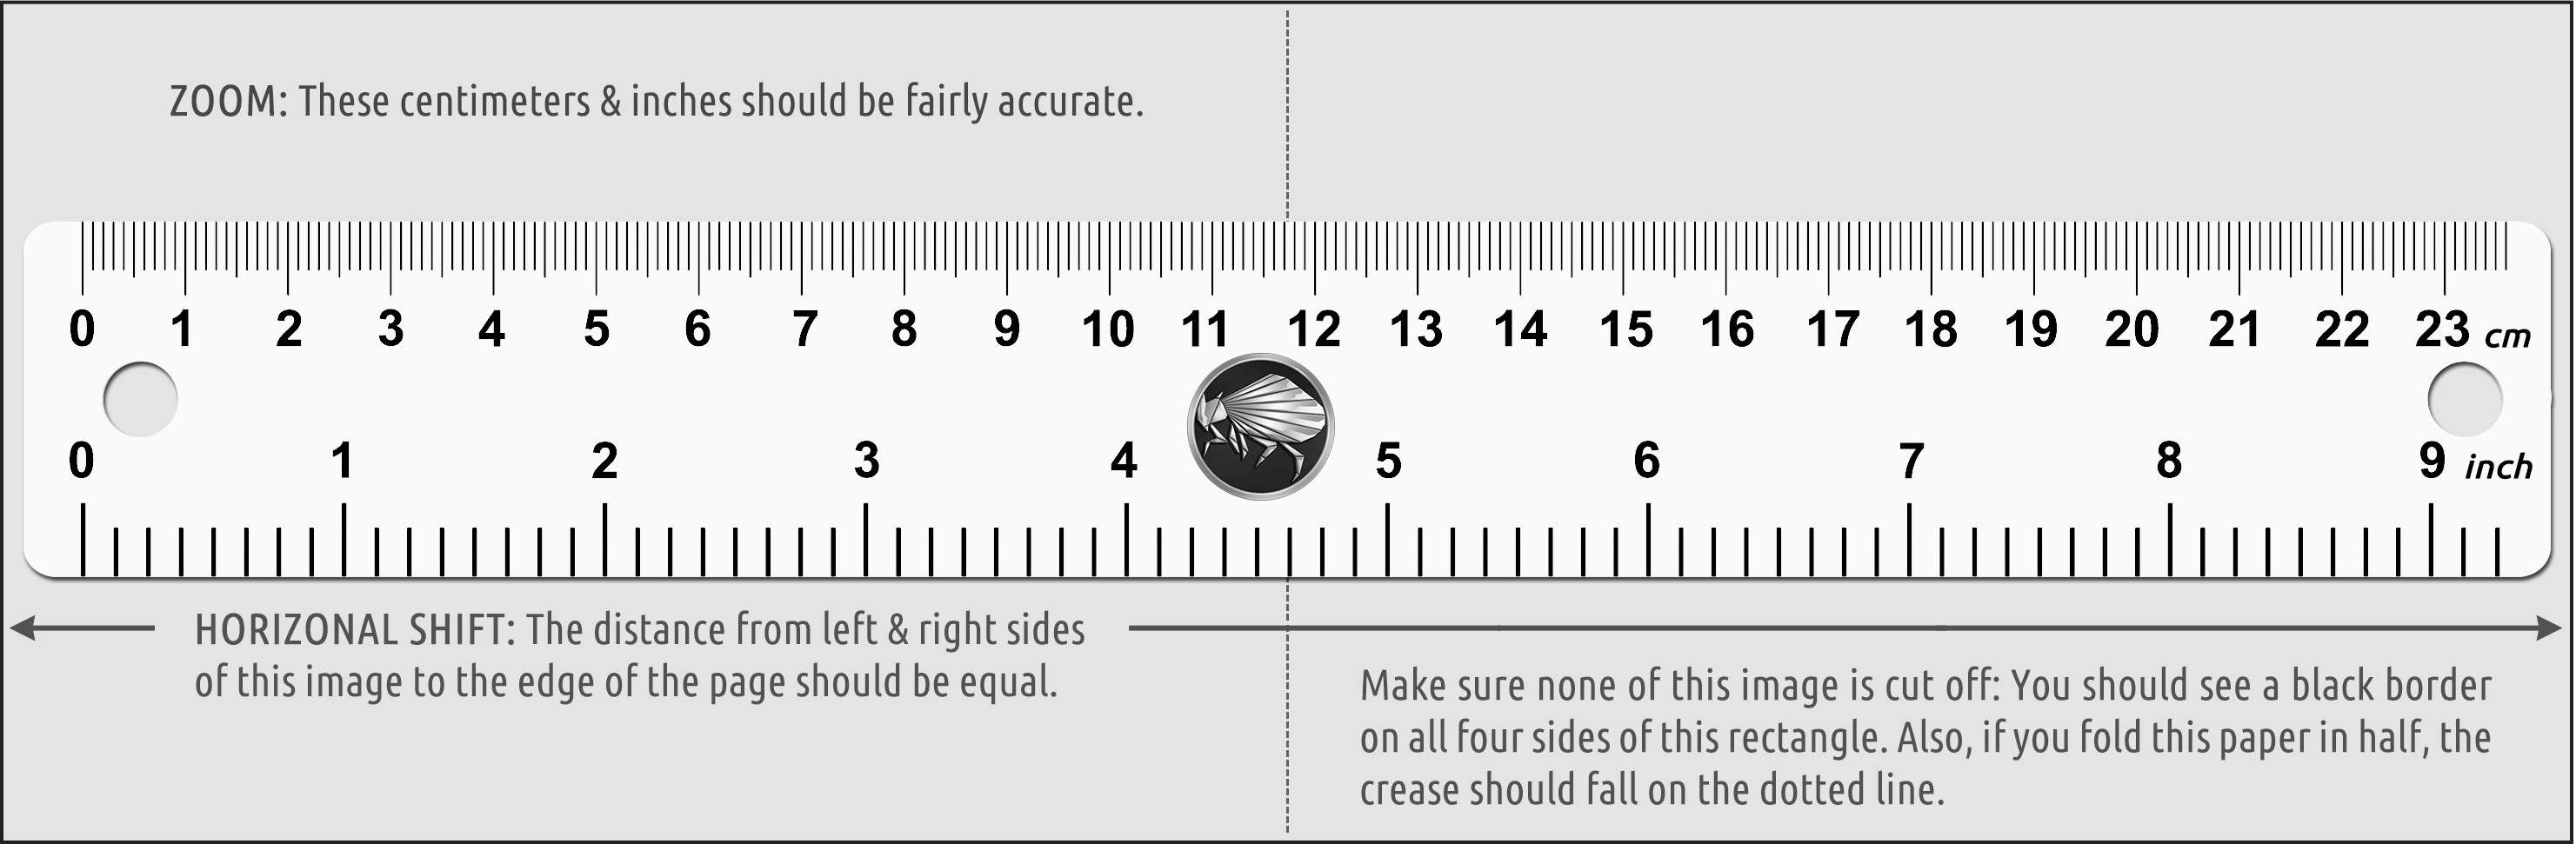 ZOOM: These centimeters & inches should be fairly accurate.
0 1 2 3 4 5 6 7 8 9 10 11 12 13 14 15 16 17 18 19 20 21 22 23 cm
0 1 2 3 4 5 6 7 8 9 inch
HORIZONAL SHIFT: The distance from left & right sides
of this image to the edge of the page should be equal.
Make sure none of this image is cut off: You should see a black border
on all four sides of this rectangle. Also, if you fold this paper in half, the
crease should fall on the dotted line.